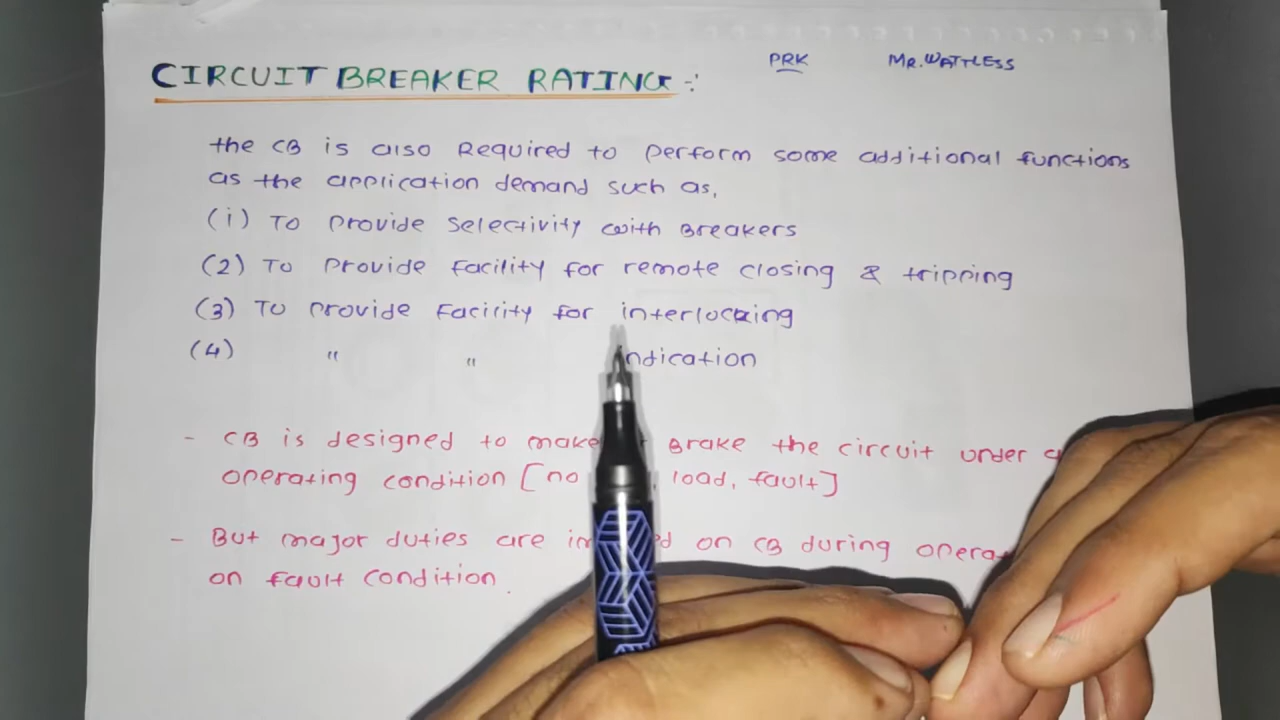 CIRCUIT BREAKER RATING :-
PRK
MR. WATTLESS
the CB is also Required to perform some additional functions
as the application demand such as,
(1) To provide selectivity with Breakers
(2) To provide Facility for remote closing & tripping
(3) To provide Facility for interlocking
(4) " " indication
- CB is designed to make Brake the circuit under
operating condition [no , load, fault]
- But major duties are on CB during
on fault condition.